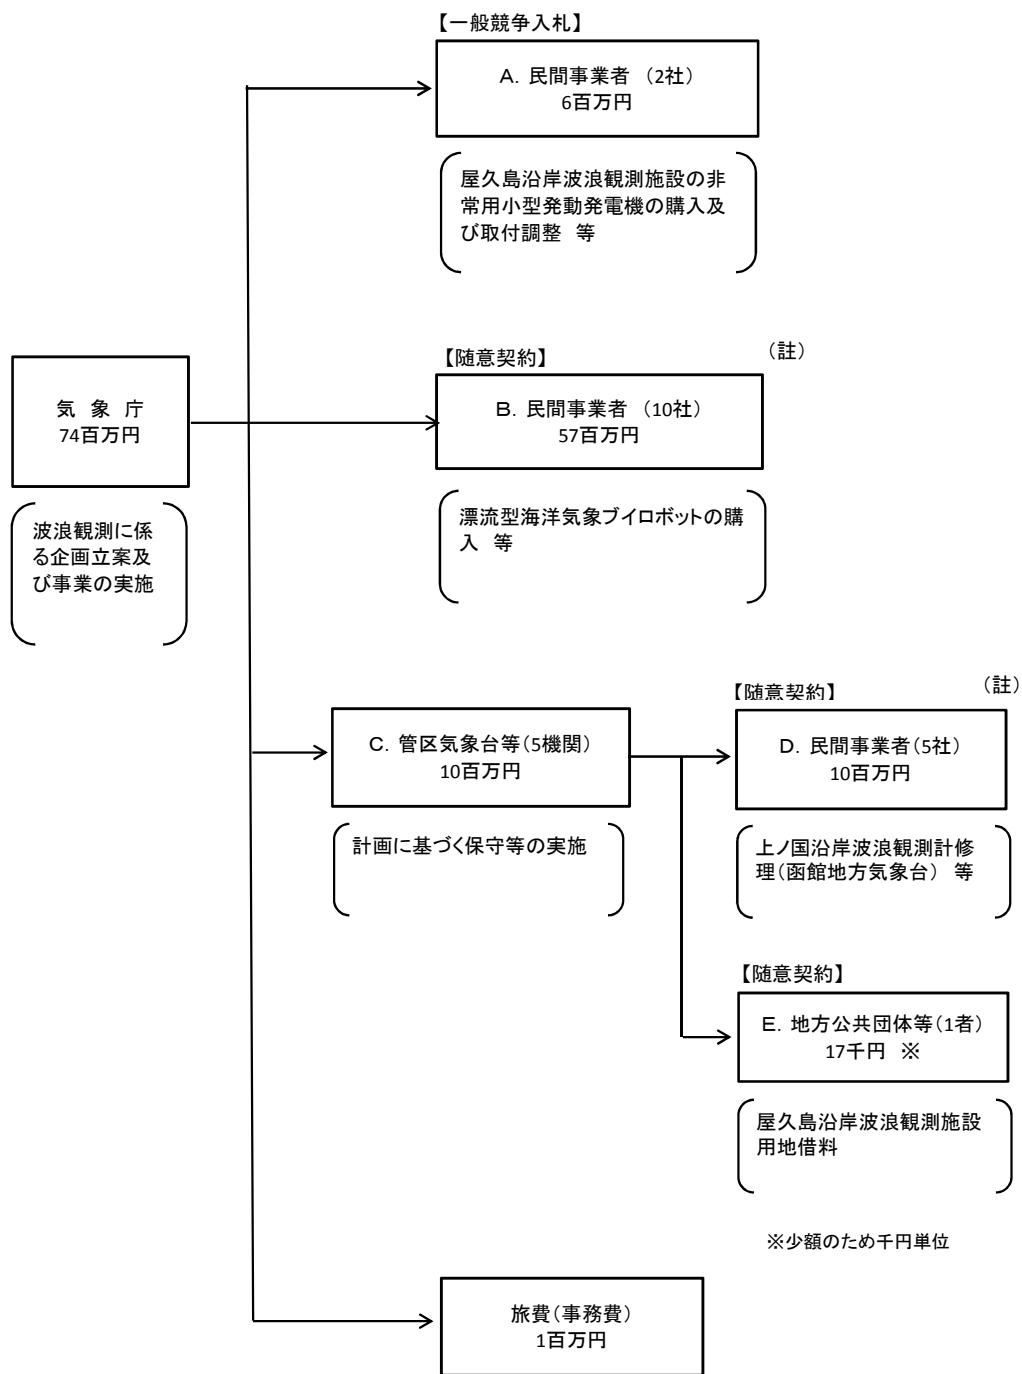 【一般競争入札】
A. 民間事業者 （2社）
6百万円
屋久島沿岸波浪観測施設の非
常用小型発動発電機の購入及
び取付調整 等
【随意契約】
（註）
気 象 庁
74百万円
B. 民間事業者 （10社）
57百万円
波浪観測に係
る企画立案及
び事業の実施
漂流型海洋気象ブイロボットの購
入 等
【随意契約】
（註）
C. 管区気象台等(5機関)
10百万円
D. 民間事業者(5社)
10百万円
計画に基づく保守等の実施
上ノ国沿岸波浪観測計修
理(函館地方気象台) 等
【随意契約】
E. 地方公共団体等(1者)
17千円 ※
屋久島沿岸波浪観測施設
用地借料
※少額のため千円単位
旅費(事務費)
1百万円